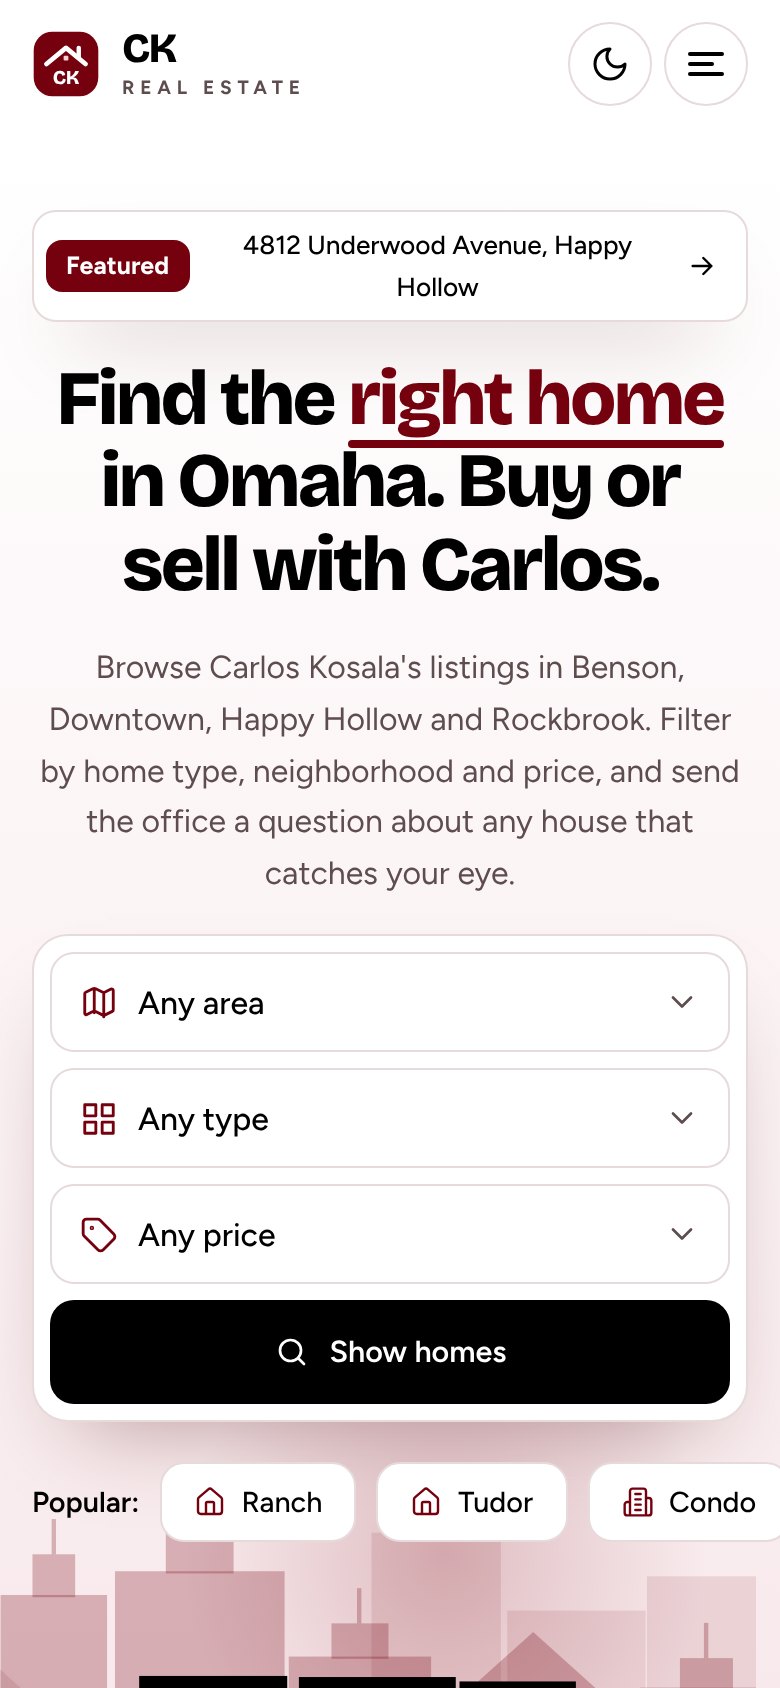 CK
CK
REAL ESTATE
Featured
4812 Underwood Avenue, Happy
Hollow
Find the right home
in Omaha. Buy or
sell with Carlos.
Browse Carlos Kosala's listings in Benson,
Downtown, Happy Hollow and Rockbrook. Filter
by home type, neighborhood and price, and send
the office a question about any house that
catches your eye.
Any area
Any type
Any price
Show homes
Popular:
Ranch
Tudor
Condo